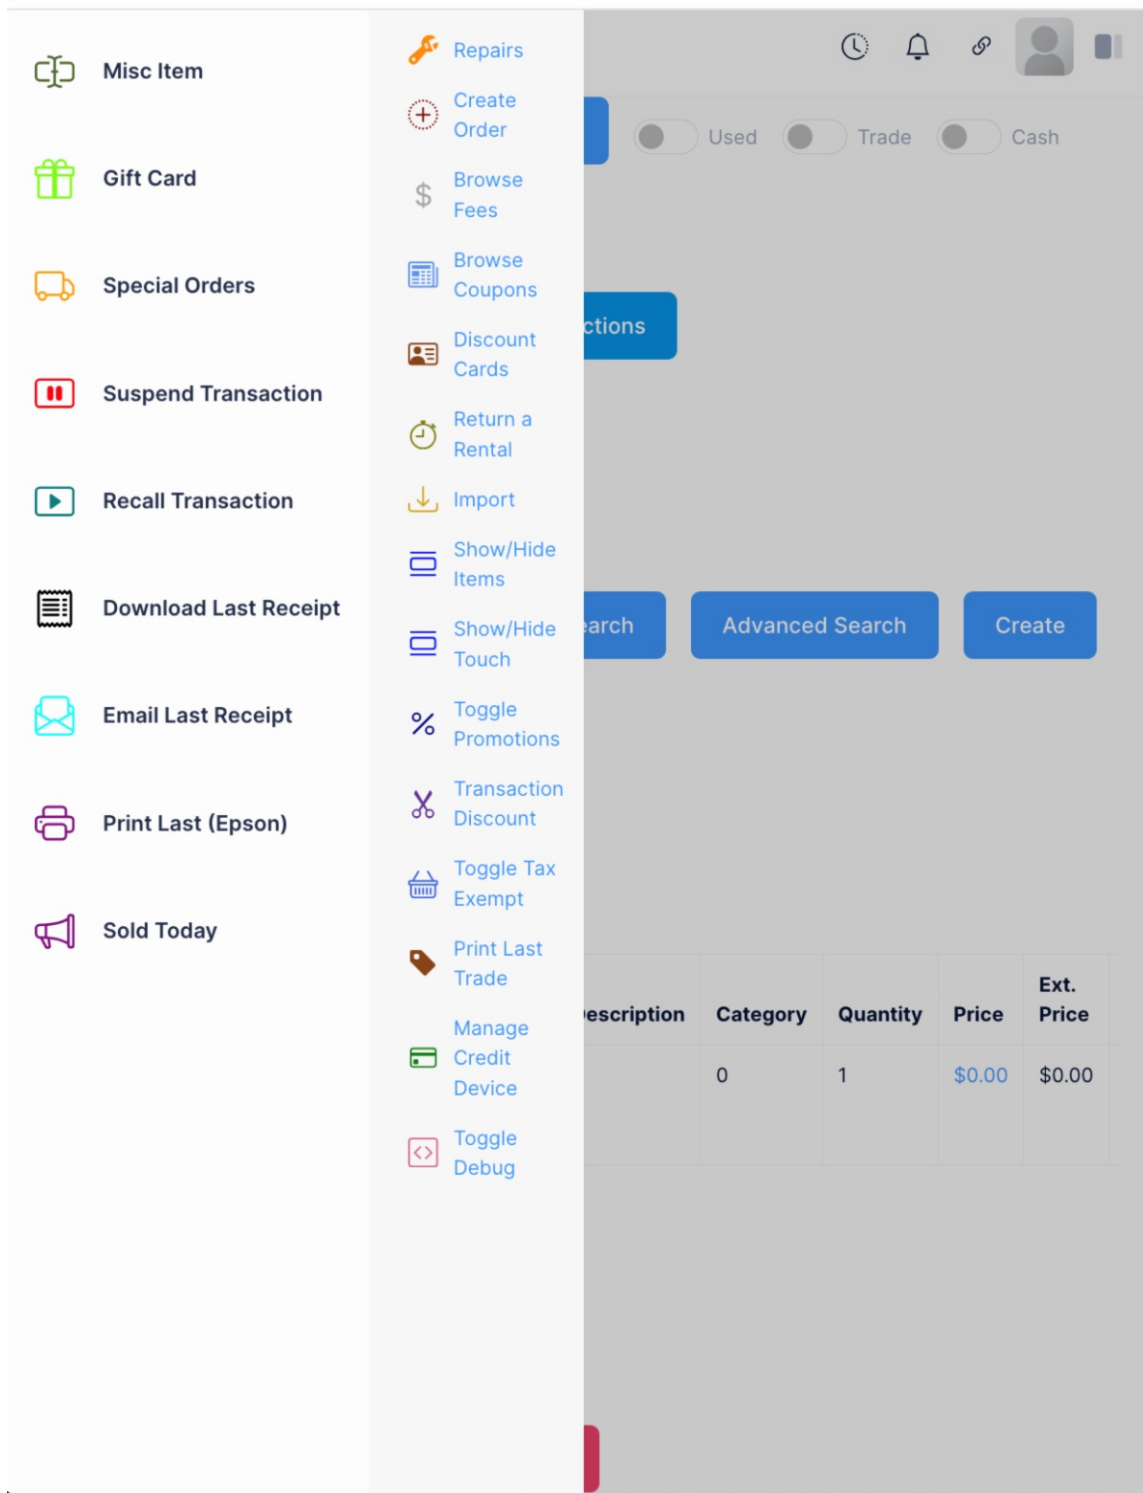 Misc Item
Gift Card
Special Orders
Suspend Transaction
Recall Transaction
Download Last Receipt
Email Last Receipt
Print Last (Epson)
Sold Today
Repairs
Create
Order
$
Browse
Fees
Browse
Coupons
Discount
Cards
Return a
Rental
Import
Show/Hide
Items
Show/Hide
Touch
%
Toggle
Promotions
Transaction
Discount
Toggle Tax
Exempt
Print Last
Trade
Manage
Credit
Device
Toggle
Debug
Used Trade Cash
ctions
earch Advanced Search Create
escription Category Quantity Price Ext.
Price
0 1 $0.00 $0.00